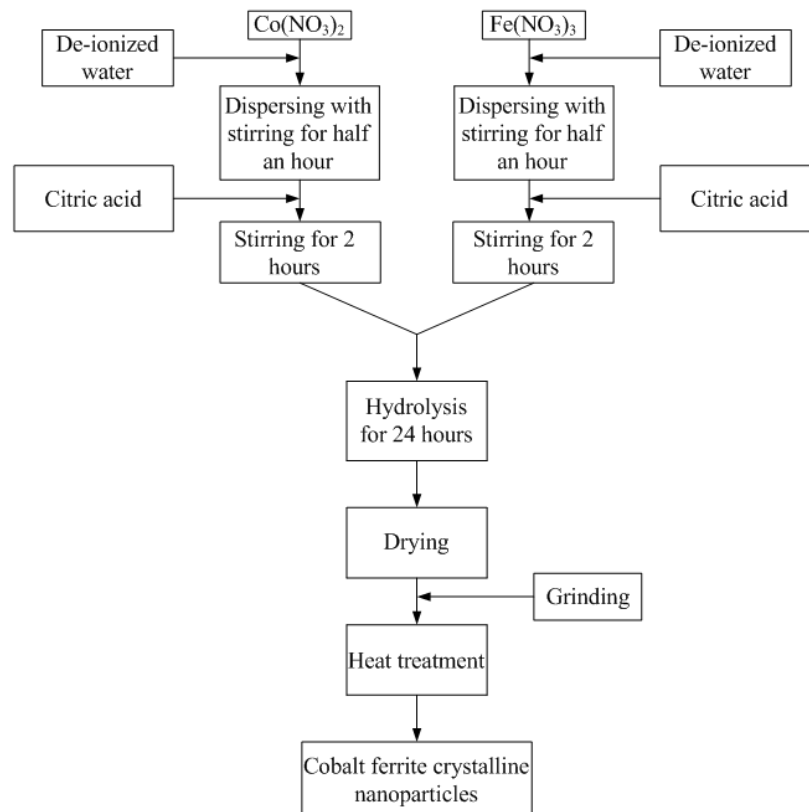 Co(NO₃)₂
Fe(NO₃)₃
De-ionized
water
De-ionized
water
Dispersing with
stirring for half
an hour
Dispersing with
stirring for half
an hour
Citric acid
Citric acid
Stirring for 2
hours
Stirring for 2
hours
Hydrolysis
for 24 hours
Drying
Grinding
Heat treatment
Cobalt ferrite crystalline
nanoparticles